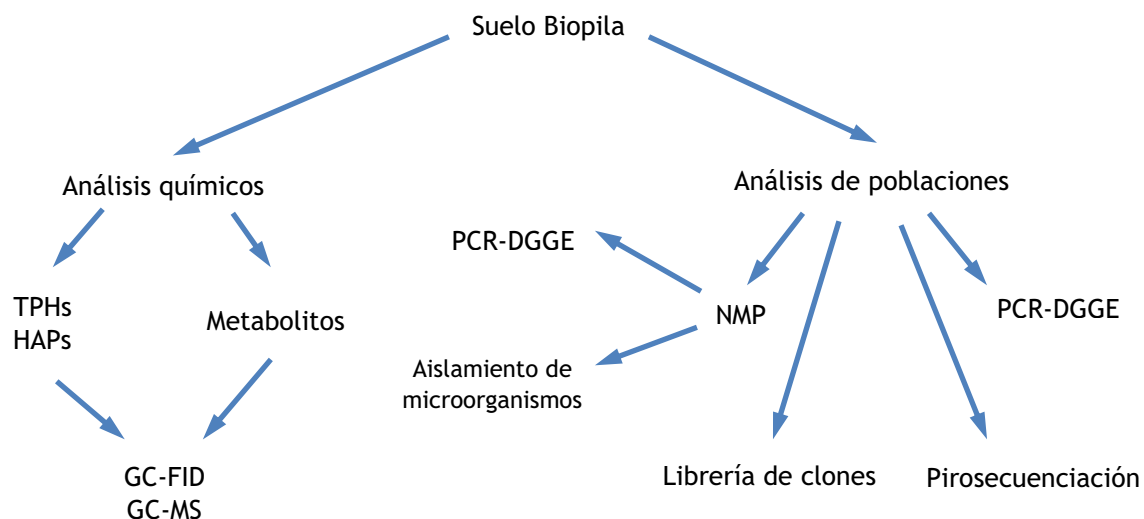 Suelo Biopila
Análisis químicos
Análisis de poblaciones
PCR-DGGE
TPHs
HAPs
Metabolitos
NMP
PCR-DGGE
Aislamiento de
microorganismos
GC-FID
GC-MS
Librería de clones
Pirosecuenciación